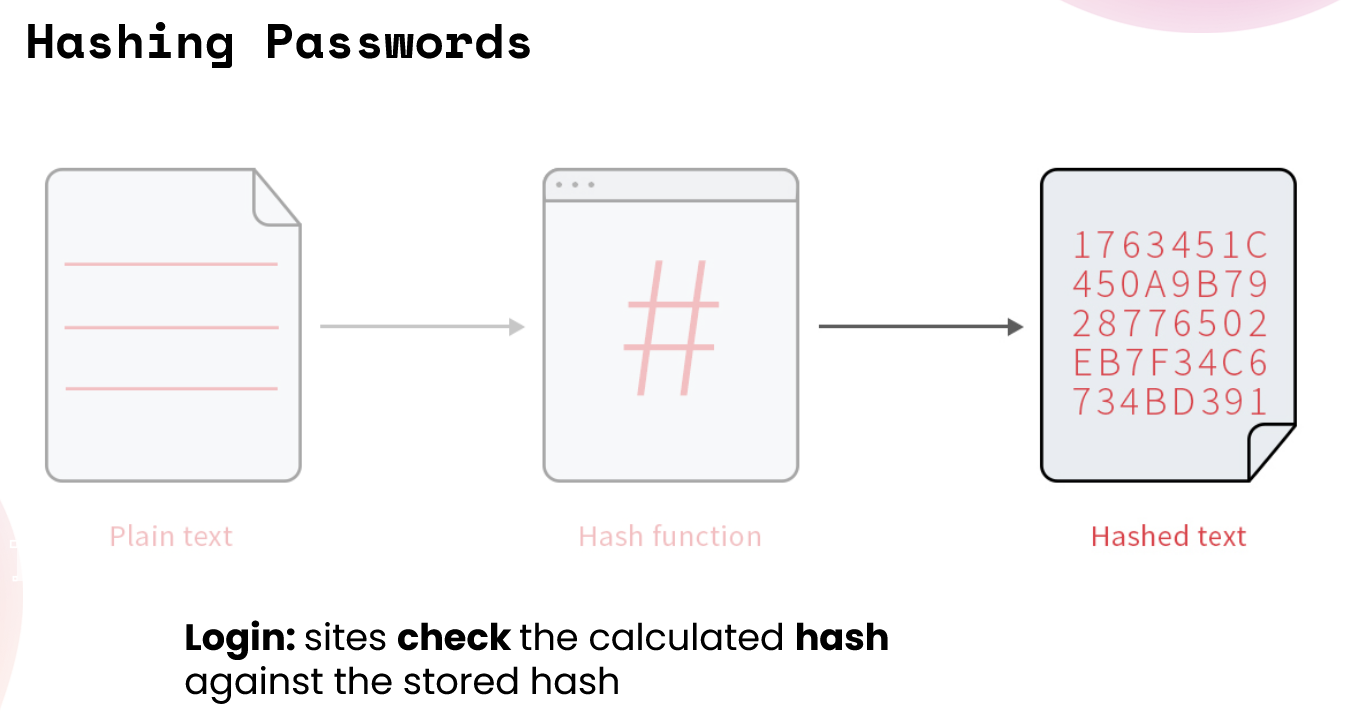 Hashing Passwords
#
1763451C
450A9B79
28776502
EB7F34C6
734BD391
Plain text
Hash function
Hashed text
Login: sites check the calculated hash
against the stored hash